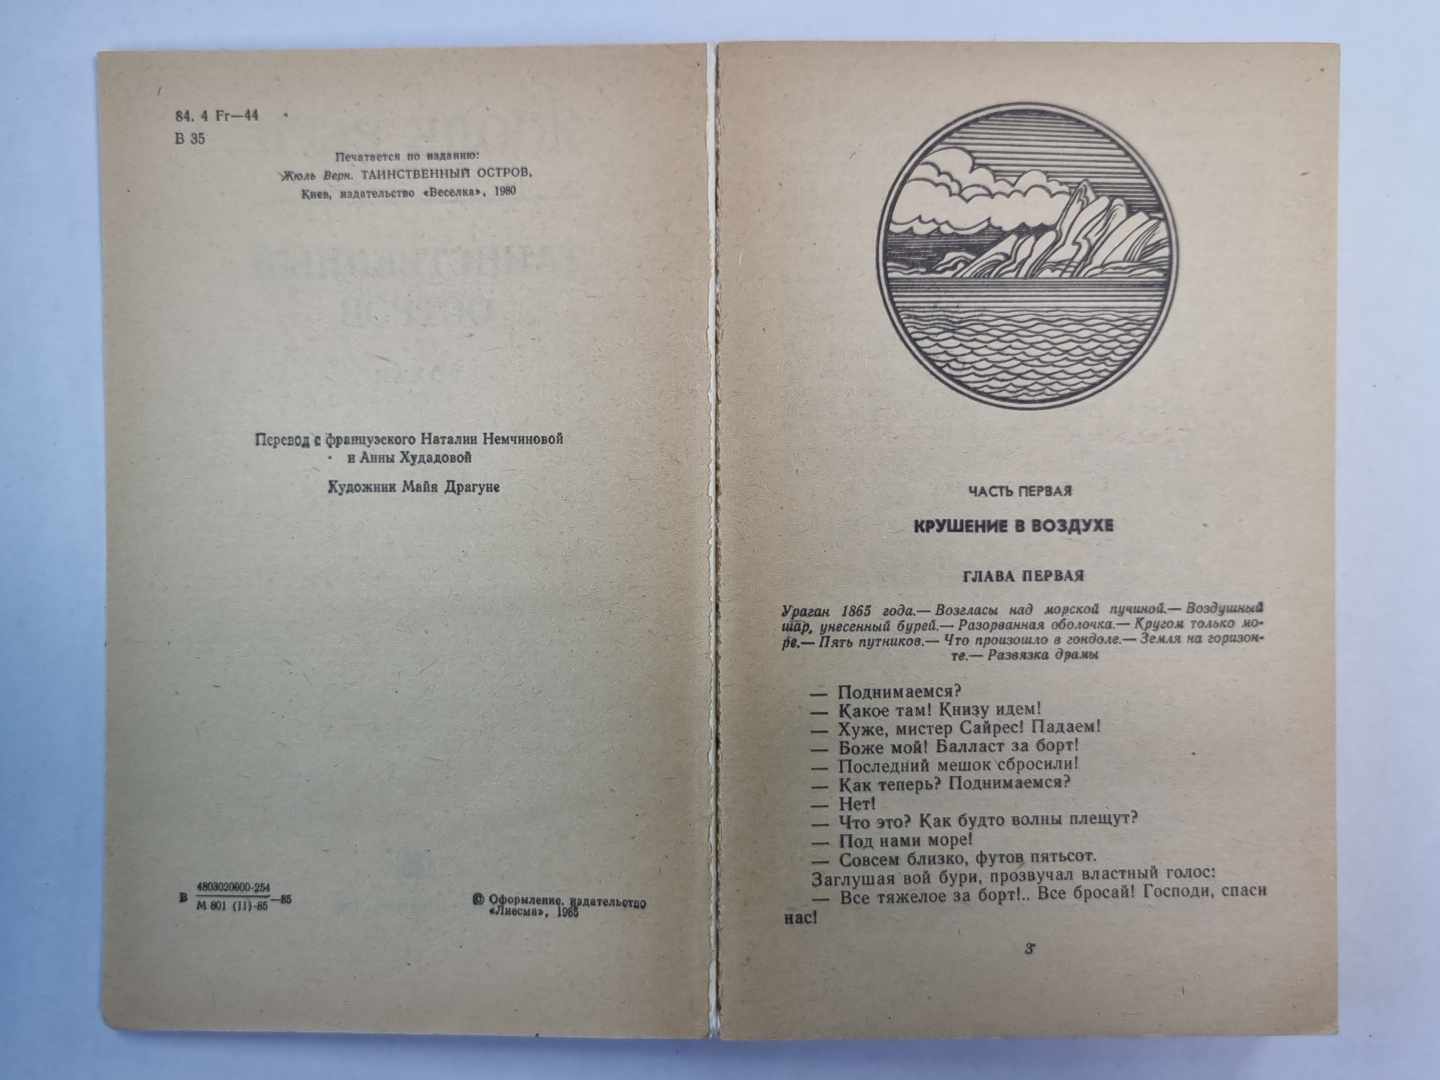 84. 4 Fr—44
В 35
Печатается по изданию:
Жюль Верн. ТАИНСТВЕННЫЙ ОСТРОВ,
Киев, издательство «Веселка», 1980
Перевод с французского Наталии Немчиновой
и Анны Худадовой
Художник Майя Драгуне
В 4803020600-254 —85
М 801 (11)-85
© Оформление, издательство
«Лиесма», 1985
ЧАСТЬ ПЕРВАЯ
КРУШЕНИЕ В ВОЗДУХЕ
ГЛАВА ПЕРВАЯ
Ураган 1865 года.— Возгласы над морской пучиной.— Воздушный
шар, унесенный бурей.— Разорванная оболочка.— Кругом только мо-
ре.— Пять путников.— Что произошло в гондоле.— Земля на горизон-
те.— Развязка драмы
— Поднимаемся?
— Какое там! Книзу идем!
— Хуже, мистер Сайрес! Падаем!
— Боже мой! Балласт за борт!
— Последний мешок сбросили!
— Как теперь? Поднимаемся?
— Нет!
— Что это? Как будто волны плещут?
— Под нами море!
— Совсем близко, футов пятьсот.
Заглушая вой бури, прозвучал властный голос:
— Все тяжелое за борт!.. Все бросай! Господи, спаси
нас!
3